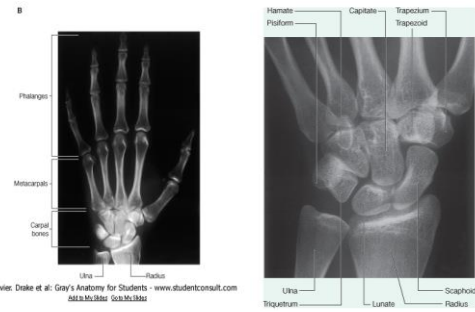 B
Phalanges
Metacarpals
Carpal
bones
Ulna
Radius
vier. Drake et al: Gray's Anatomy for Students - www.studentconsult.com
Add to My Slides Go to My Slides
Hamate
Capitate
Trapezium
Pisiform
Trapezoid
Ulna
Scaphoid
Triquetrum
Lunate
Radius